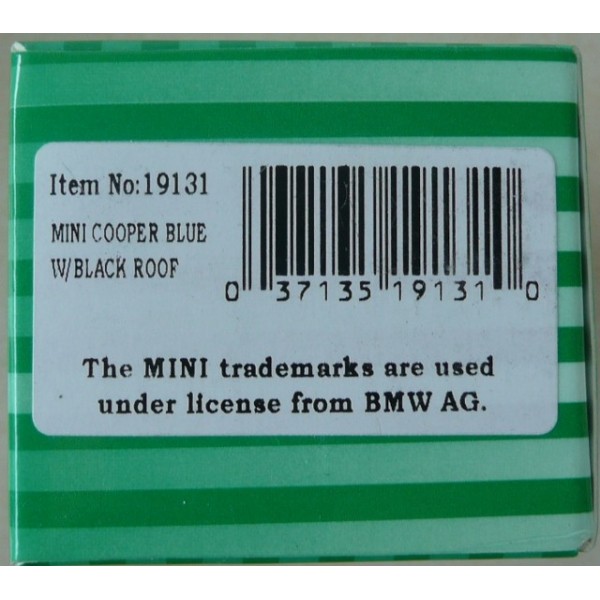 Item No:19131
MINI COOPER BLUE
W/BLACK ROOF
0 37135 19131 0
The MINI trademarks are used
under license from BMW AG.